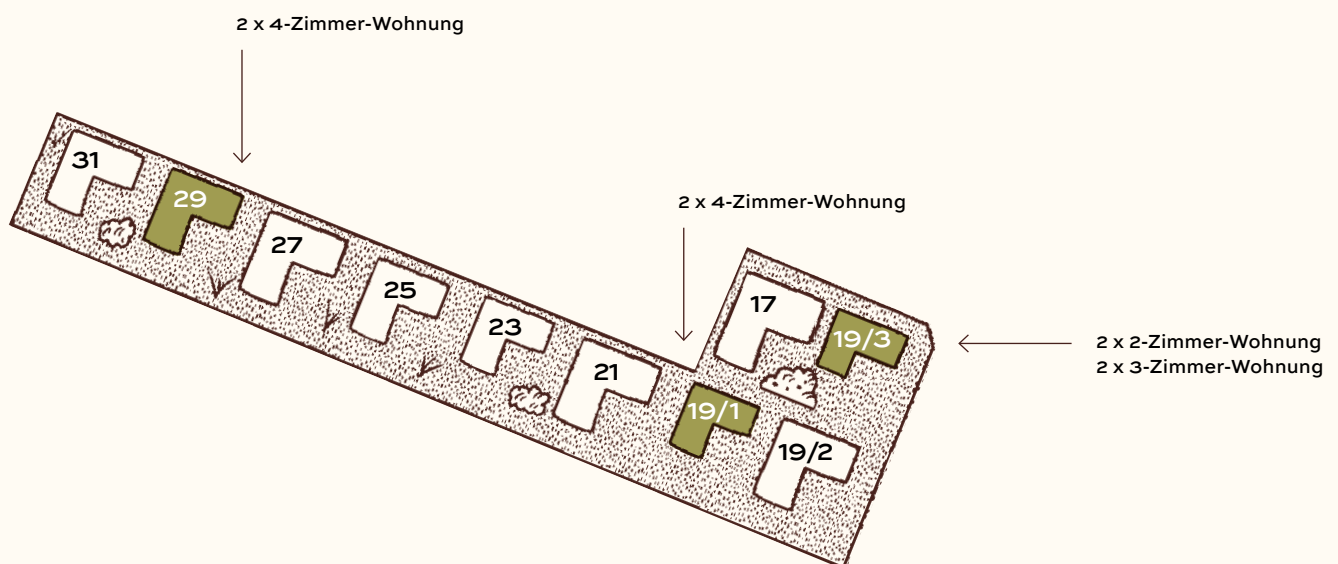 2 x 4-Zimmer-Wohnung
31
29
27
25
23
21
2 x 4-Zimmer-Wohnung
17
19/3
19/1
19/2
2 x 2-Zimmer-Wohnung
2 x 3-Zimmer-Wohnung